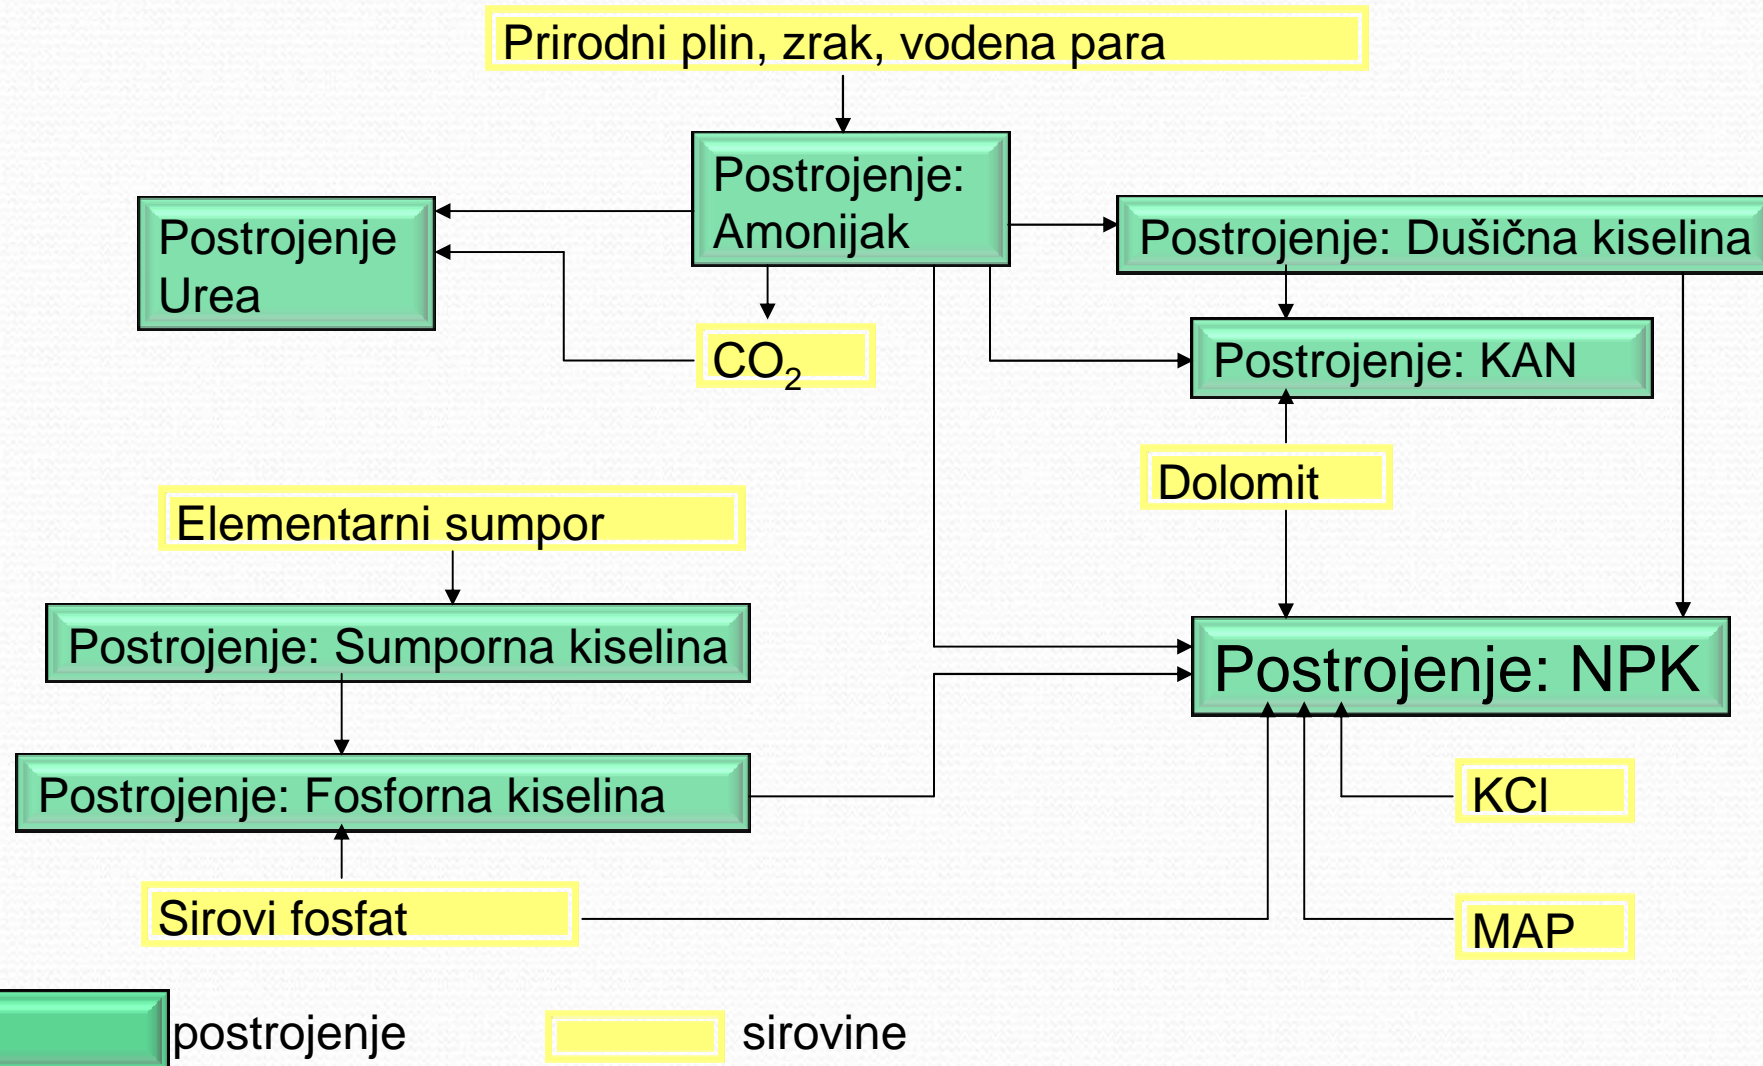 Prirodni plin, zrak, vodena para
Postrojenje:
Amonijak
Postrojenje
Urea
Postrojenje: Dušična kiselina
CO₂
Postrojenje: KAN
Dolomit
Elementarni sumpor
Postrojenje: Sumporna kiselina
Postrojenje: NPK
Postrojenje: Fosforna kiselina
KCl
Sirovi fosfat
MAP
postrojenje
sirovine